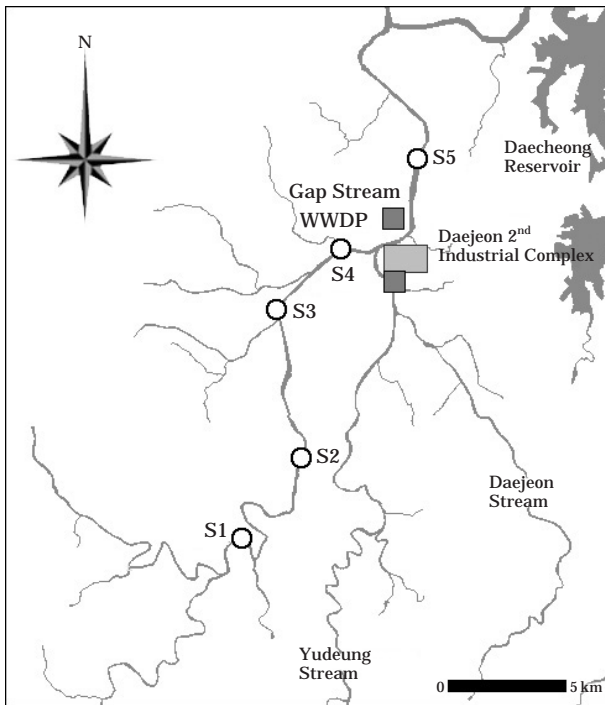 N
S5
Daecheong
Reservoir
Gap Stream
WWDP
Daejeon 2nd
Industrial Complex
S4
S3
S2
Daejeon
Stream
S1
Yudeung
Stream
0
5 km